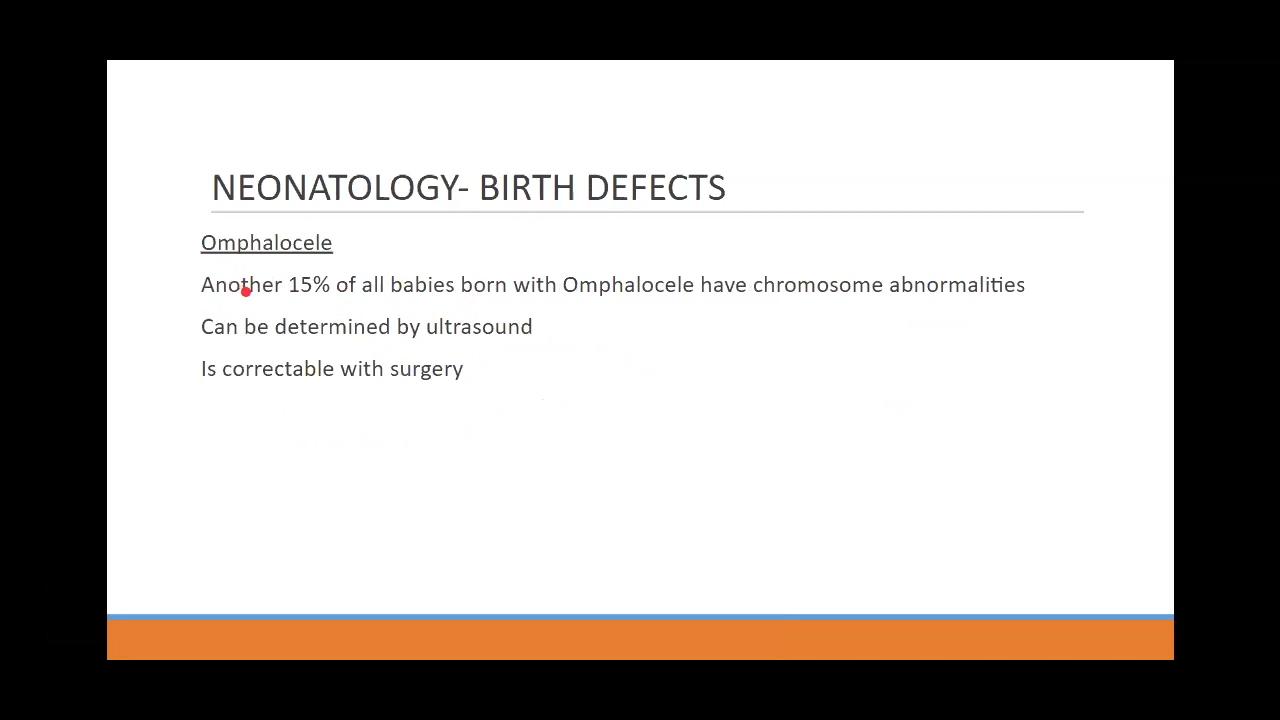 NEONATOLOGY- BIRTH DEFECTS
Omphalocele
Another 15% of all babies born with Omphalocele have chromosome abnormalities
Can be determined by ultrasound
Is correctable with surgery